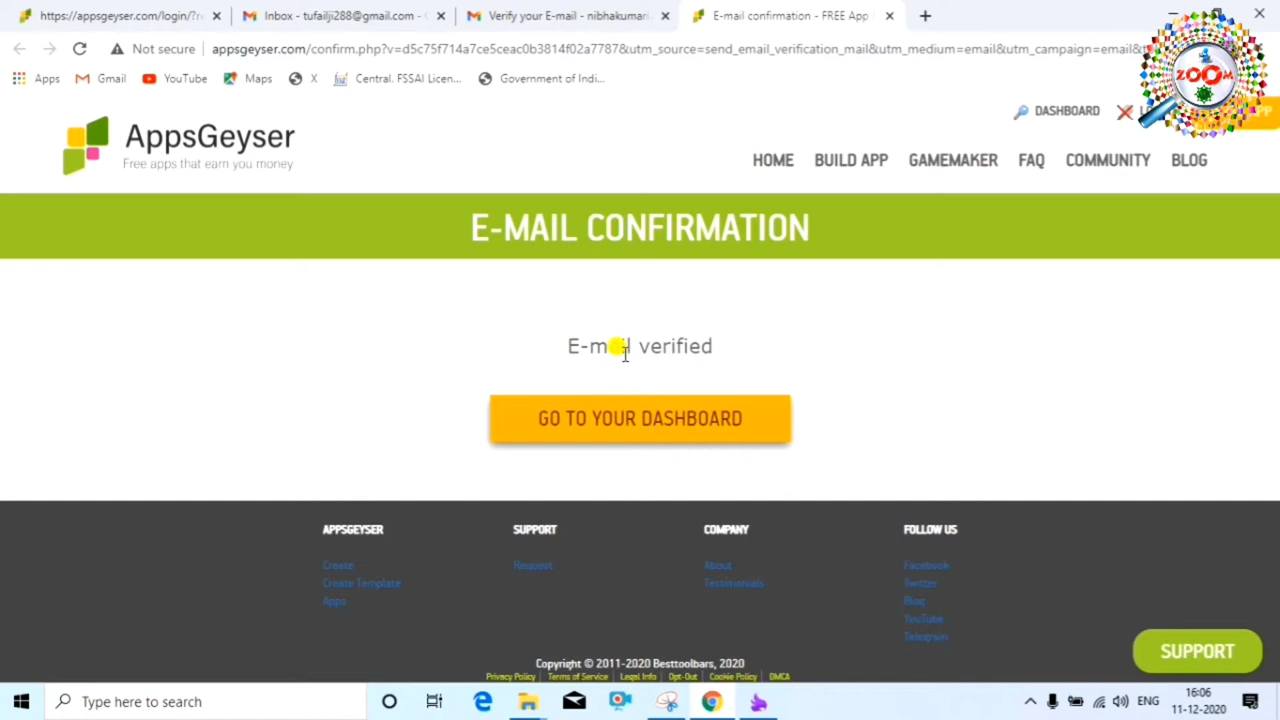 https://appsgeyser.com/login/?re
Inbox - tufailji288@gmail.com - G
Verify your E-mail - nibhakumari
E-mail confirmation - FREE App
Not secure
appsgeyser.com/confirm.php?v=d5c75f714a7ce5ceac0b3814f02a7787&utm_source=send_email_verification_mail&utm_medium=email&utm_campaign=email&
Apps
Gmail
YouTube
Maps
X
Central. FSSAI Licen...
Government of Indi...
ZOOM
DASHBOARD
AppsGeyser
Free apps that earn you money
HOME BUILD APP GAMEMAKER FAQ COMMUNITY BLOG
E-MAIL CONFIRMATION
E-mail verified
GO TO YOUR DASHBOARD
APPSGEYSER
Create
Create Template
Apps
SUPPORT
Request
COMPANY
About
Testimonials
FOLLOW US
Facebook
Twitter
Blog
YouTube
Telegram
SUPPORT
Copyright © 2011-2020 Besttoolbars, 2020
Privacy Policy | Terms of Service | Legal Info | Opt-Out | Cookie Policy | DMCA
Type here to search
ENG
16:06
11-12-2020